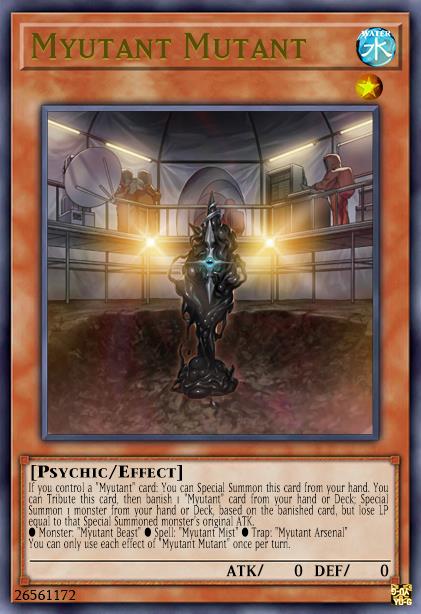 Myutant Mutant
WATER
水
[Psychic/Effect]
If you control a "Myutant" card: You can Special Summon this card from your hand. You
can Tribute this card, then banish 1 "Myutant" card from your hand or Deck; Special
Summon 1 monster from your hand or Deck, based on the banished card, but lose LP
equal to that Special Summoned monster's original ATK.
● Monster: "Myutant Beast" ● Spell: "Myutant Mist" ● Trap: "Myutant Arsenal"
You can only use each effect of "Myutant Mutant" once per turn.
ATK/ 0 DEF/ 0
26561172